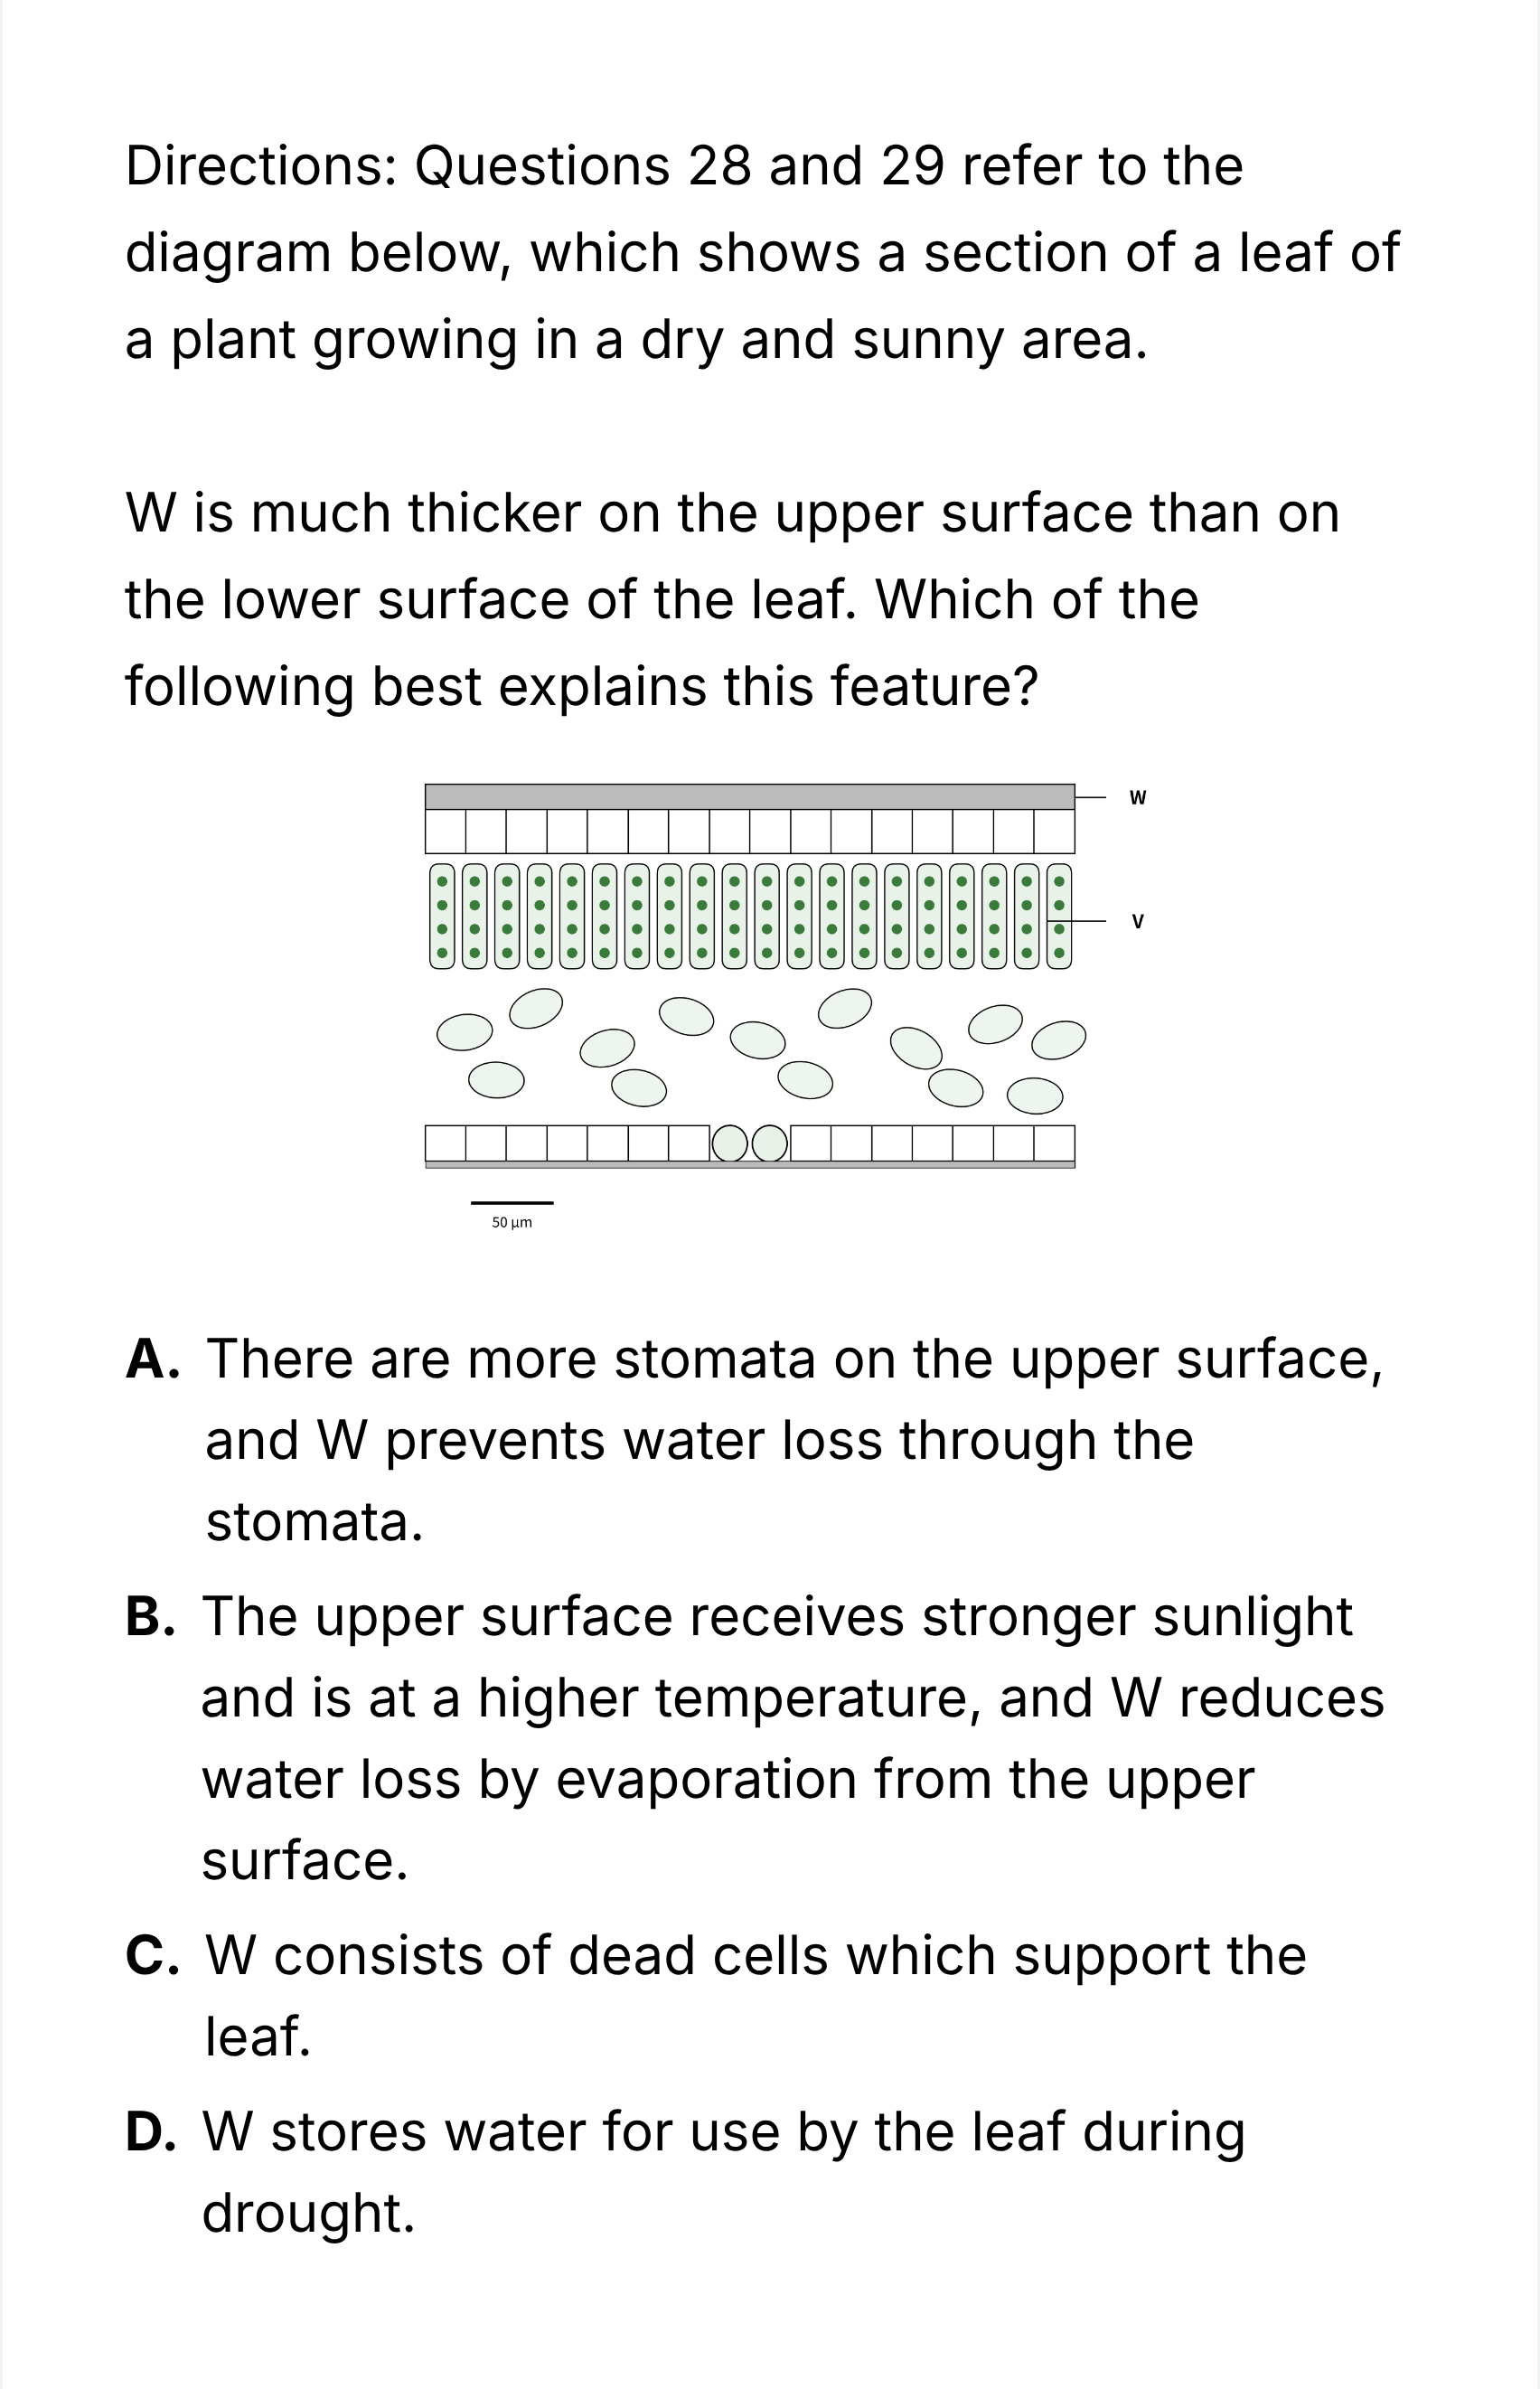 Directions: Questions 28 and 29 refer to the
diagram below, which shows a section of a leaf of
a plant growing in a dry and sunny area.
W is much thicker on the upper surface than on
the lower surface of the leaf. Which of the
following best explains this feature?
W
V
50 μm
A. There are more stomata on the upper surface,
and W prevents water loss through the
stomata.
B. The upper surface receives stronger sunlight
and is at a higher temperature, and W reduces
water loss by evaporation from the upper
surface.
C. W consists of dead cells which support the
leaf.
D. W stores water for use by the leaf during
drought.